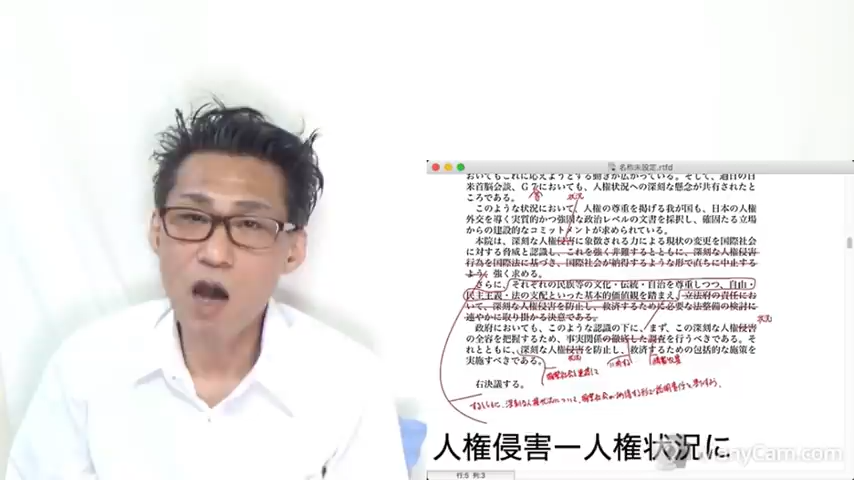 名称未設定.rtfd
おいてもこれに応えようとする動きが広がっている。そして、過日の日
米首脳会談、G7においても、人権状況への深刻な懸念が共有されたと
ころである。
このような状況において、人権の尊重を掲げる我が国も、日本の人権
外交を導く実質的かつ強固な政治レベルの文書を採択し、確固たる立場
からの建設的なコミットメントが求められている。
状況
本院は、深刻な人権侵害に象徴される力による現状の変更を国際社会
に対する脅威と認識し、これを強く非難するとともに、深刻な人権侵害
行為を国際法に基づき、国際社会が納得するような形で直ちに中止する
よう、強く求める。
さらに、それぞれの民族等の文化・伝統・自治を尊重しつつ、自由・
民主主義・法の支配といった基本的価値観を踏まえ、立法府の責任にお
いて、深刻な人権侵害を防止し、救済するために必要な法整備の検討に
速やかに取り掛かる決意である。
状況
政府においても、このような認識の下に、まず、この深刻な人権侵害
の全容を把握するため、事実関係の徹底した調査を行うべきである。そ
れとともに、深刻な人権侵害を防止し、救済するための包括的な施策を
実施すべきである。
状況
右決議する。
人権侵害ー人権状況に
ManyCam.com
行:5 列:3